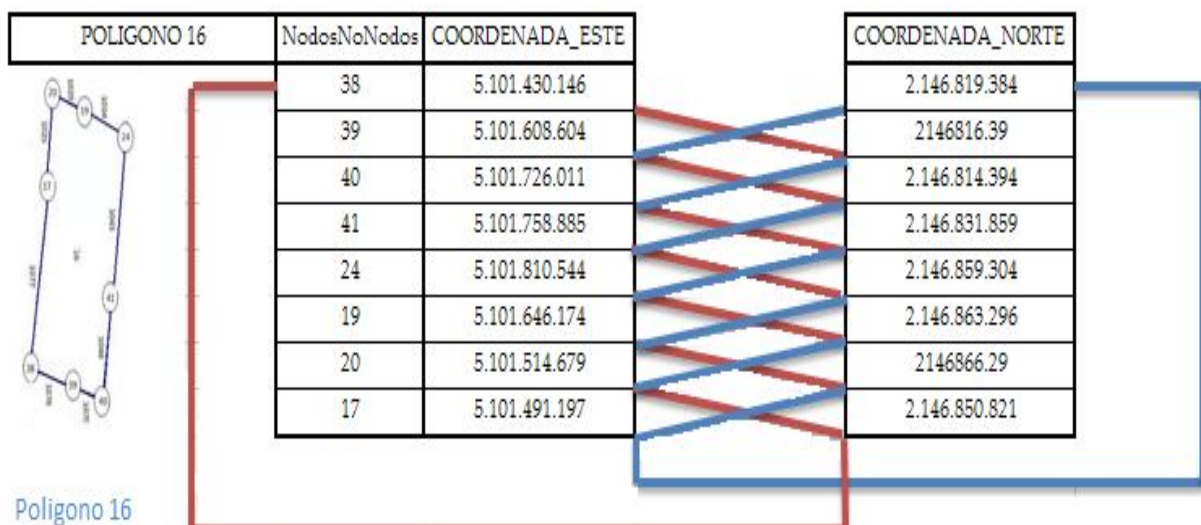 POLIGONO 16 NodosNoNodos COORDENADA_ESTE COORDENADA_NORTE
38 5.101.430.146 2.146.819.384
39 5.101.608.604 2146816.39
40 5.101.726.011 2.146.814.394
41 5.101.758.885 2.146.831.859
24 5.101.810.544 2.146.859.304
19 5.101.646.174 2.146.863.296
20 5.101.514.679 2146866.29
17 5.101.491.197 2.146.850.821
24
17
41
Poligono 16